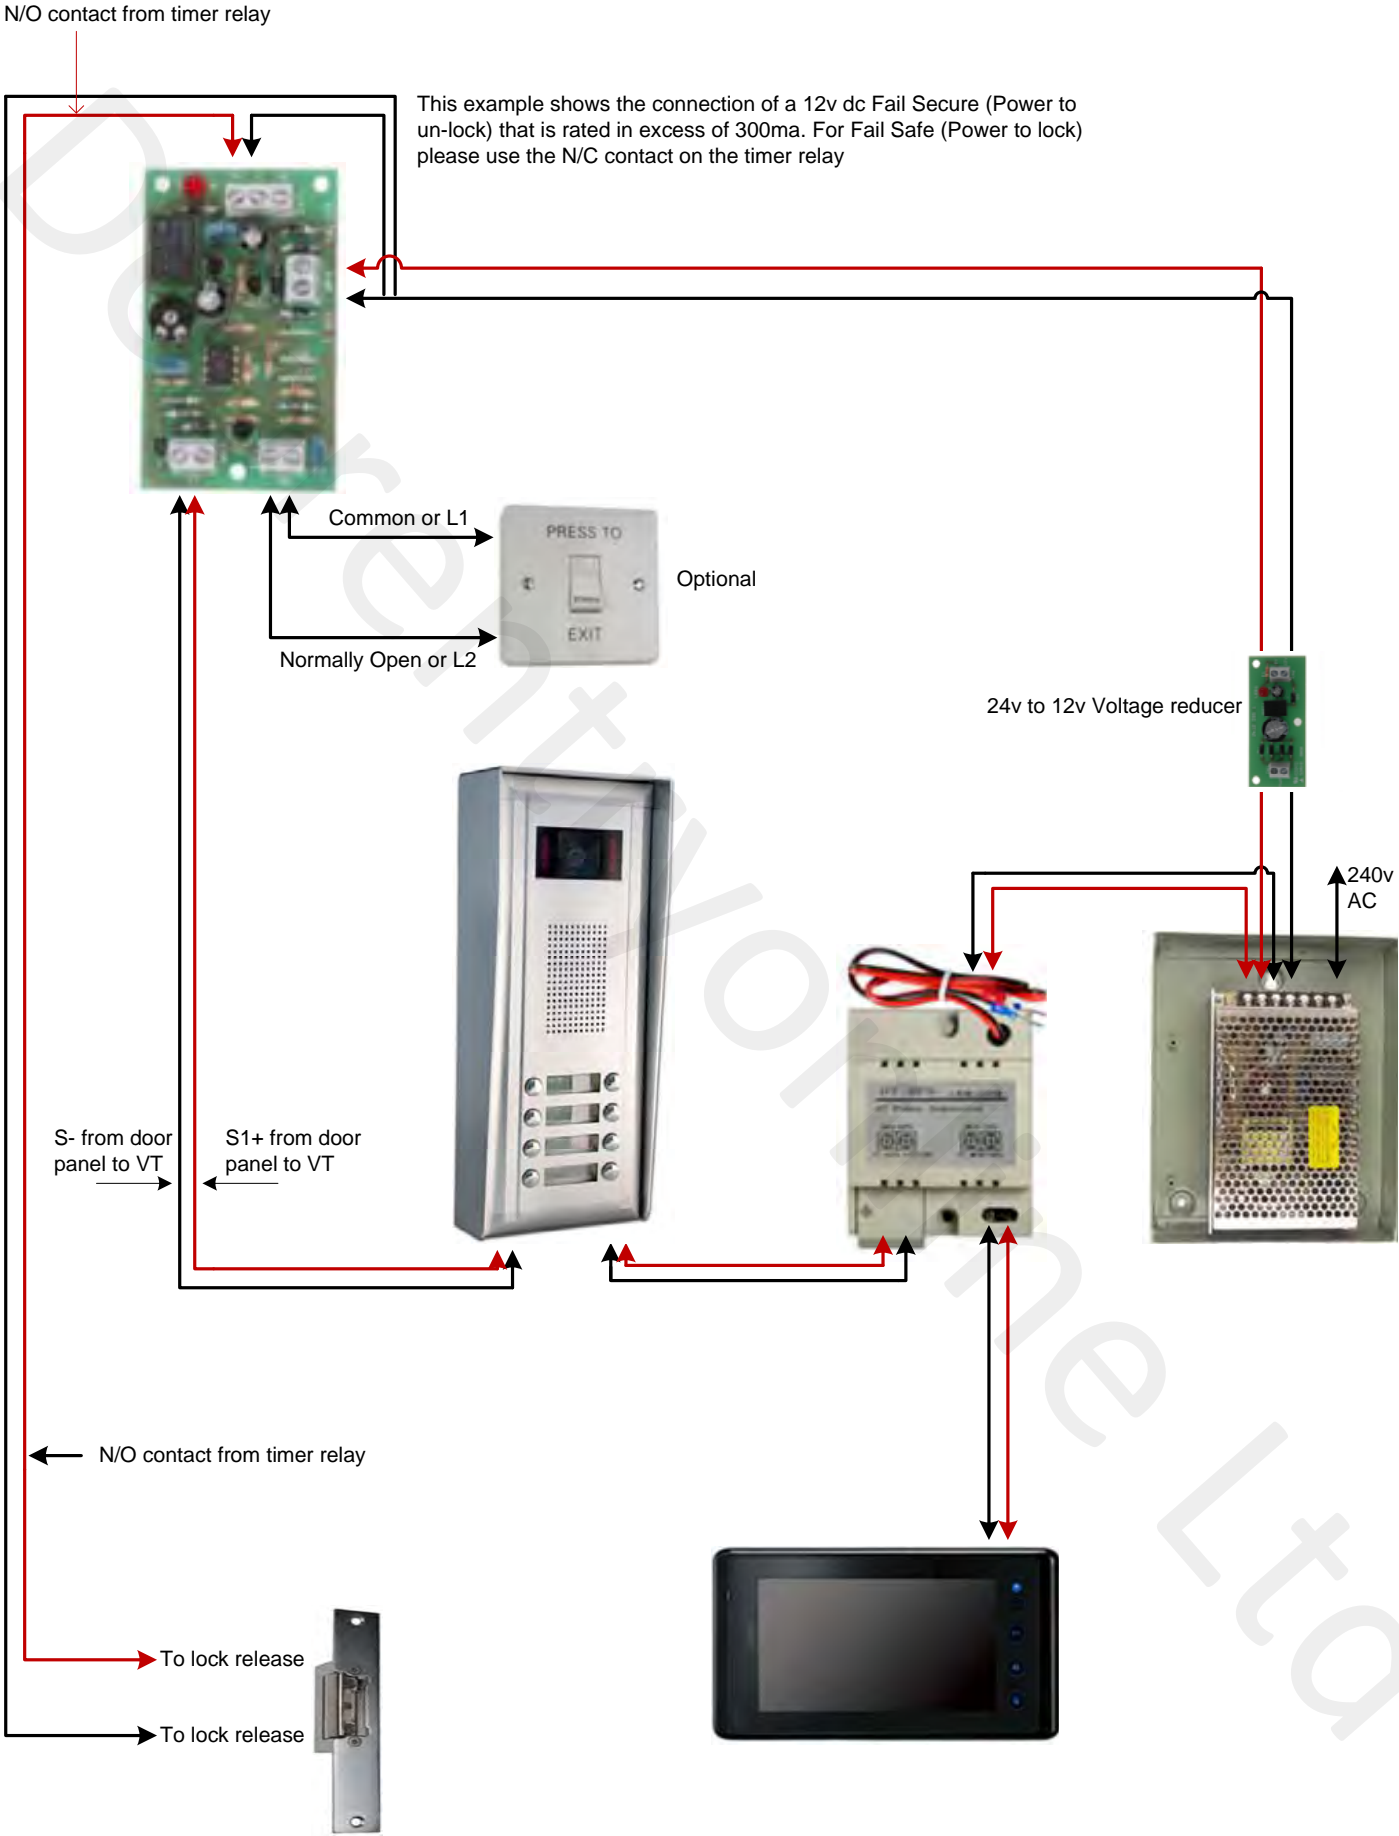 N/O contact from timer relay
This example shows the connection of a 12v dc Fail Secure (Power to
un-lock) that is rated in excess of 300ma. For Fail Safe (Power to lock)
please use the N/C contact on the timer relay
Common or L1
PRESS TO
EXIT
Optional
Normally Open or L2
24v to 12v Voltage reducer
240v
AC
S- from door
panel to VT
S1+ from door
panel to VT
N/O contact from timer relay
To lock release
To lock release